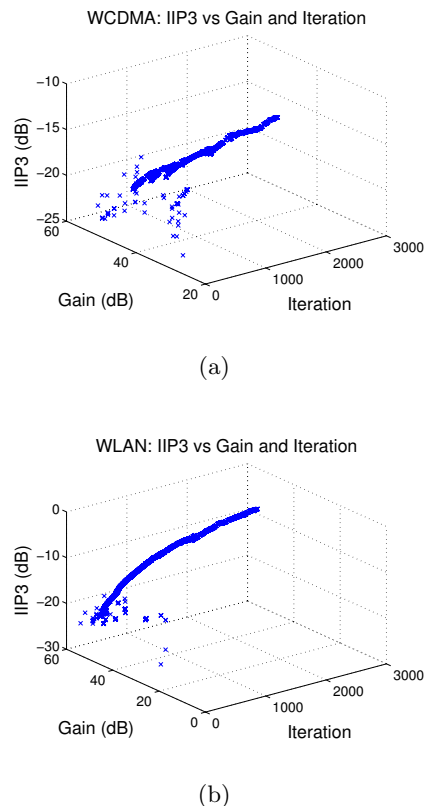 WCDMA: IIP3 vs Gain and Iteration
−10
−15
−20
−25
IIP3 (dB)
60
40
20
Gain (dB)
0
1000
2000
3000
Iteration
(a)
WLAN: IIP3 vs Gain and Iteration
0
−10
−20
−30
IIP3 (dB)
60
40
20
0
Gain (dB)
0
1000
2000
3000
Iteration
(b)